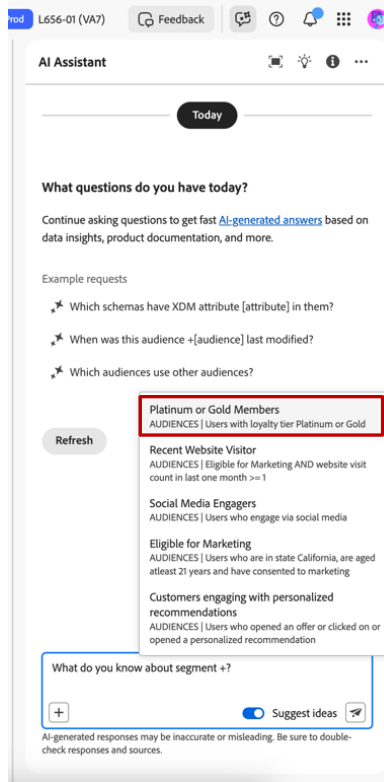 Prod L656-01 (VA7) Feedback
AI Assistant
Today
What questions do you have today?
Continue asking questions to get fast AI-generated answers based on
data insights, product documentation, and more.
Example requests
Which schemas have XDM attribute [attribute] in them?
When was this audience +[audience] last modified?
Which audiences use other audiences?
Refresh
Platinum or Gold Members
AUDIENCES | Users with loyalty tier Platinum or Gold
Recent Website Visitor
AUDIENCES | Eligible for Marketing AND website visit
count in last one month >= 1
Social Media Engagers
AUDIENCES | Users who engage via social media
Eligible for Marketing
AUDIENCES | Users who are in state California, are aged
atleast 21 years and have consented to marketing
Customers engaging with personalized
recommendations
AUDIENCES | Users who opened an offer or clicked on or
opened a personalized recommendation
What do you know about segment +?
Suggest ideas
AI-generated responses may be inaccurate or misleading. Be sure to double-
check responses and sources.